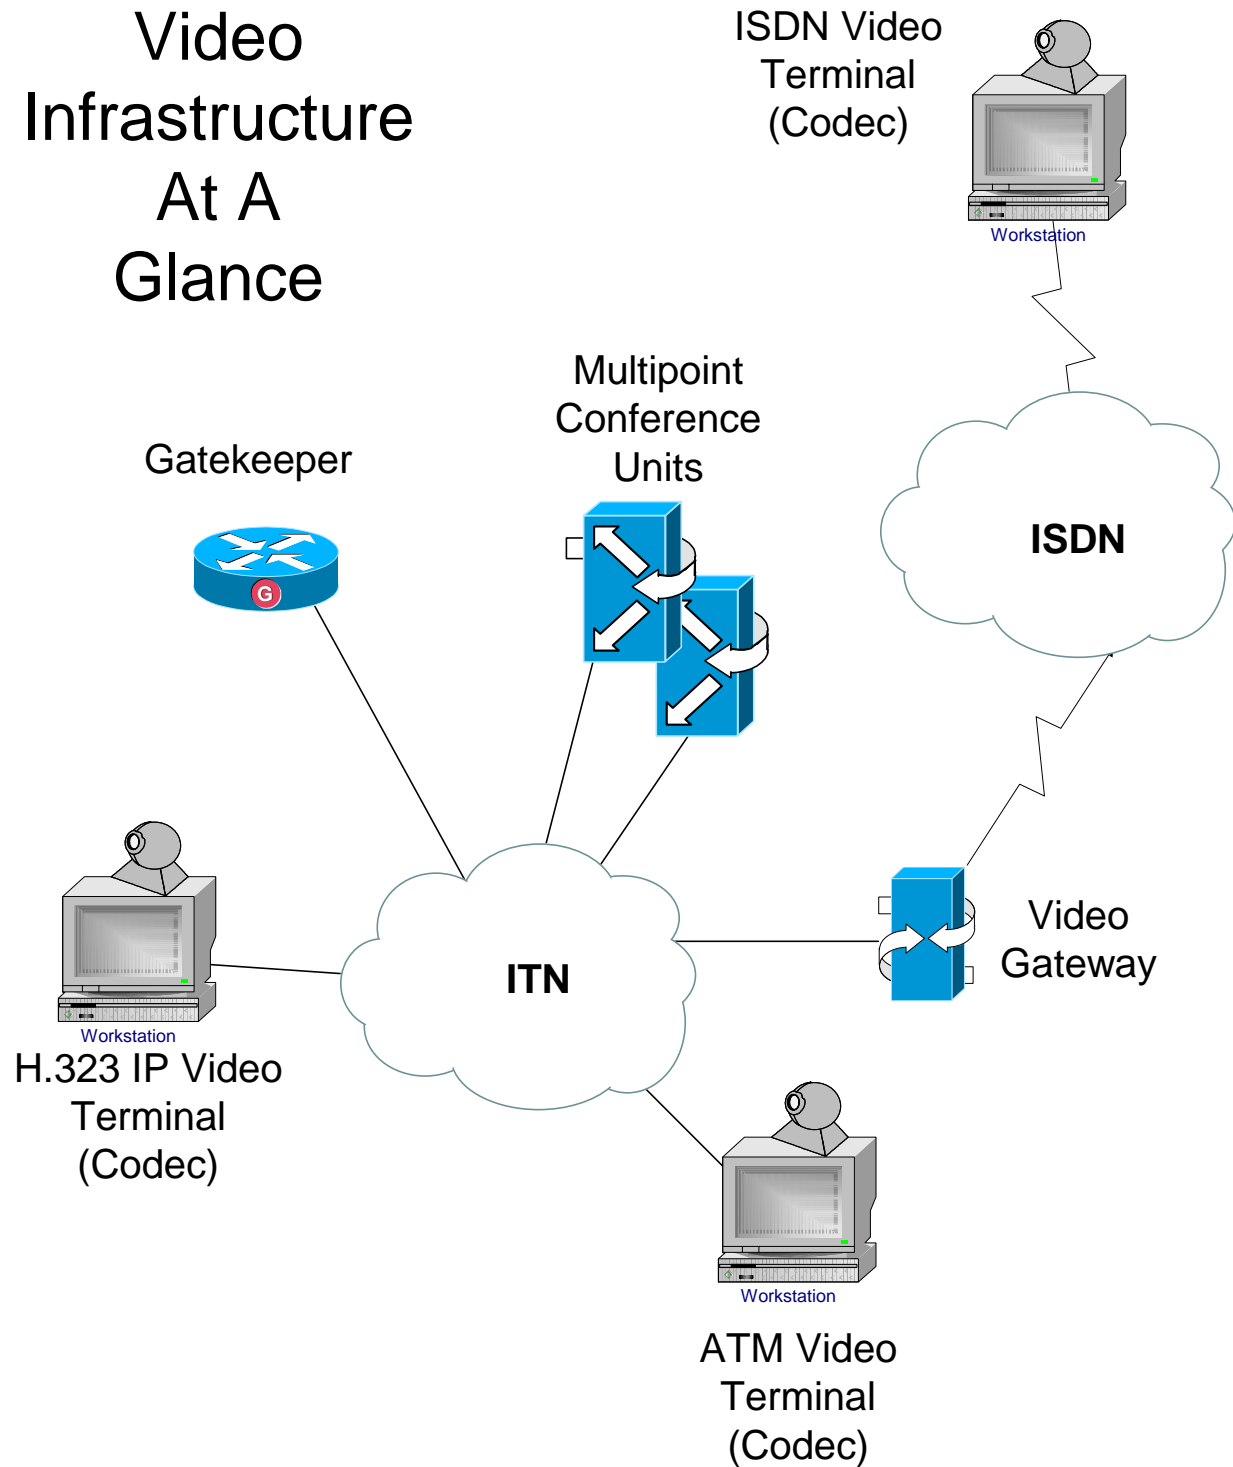 Video
Infrastructure
At A
Glance
ISDN Video
Terminal
(Codec)
Workstation
Multipoint
Conference
Units
Gatekeeper
G
ISDN
ITN
Video
Gateway
Workstation
H.323 IP Video
Terminal
(Codec)
Workstation
ATM Video
Terminal
(Codec)